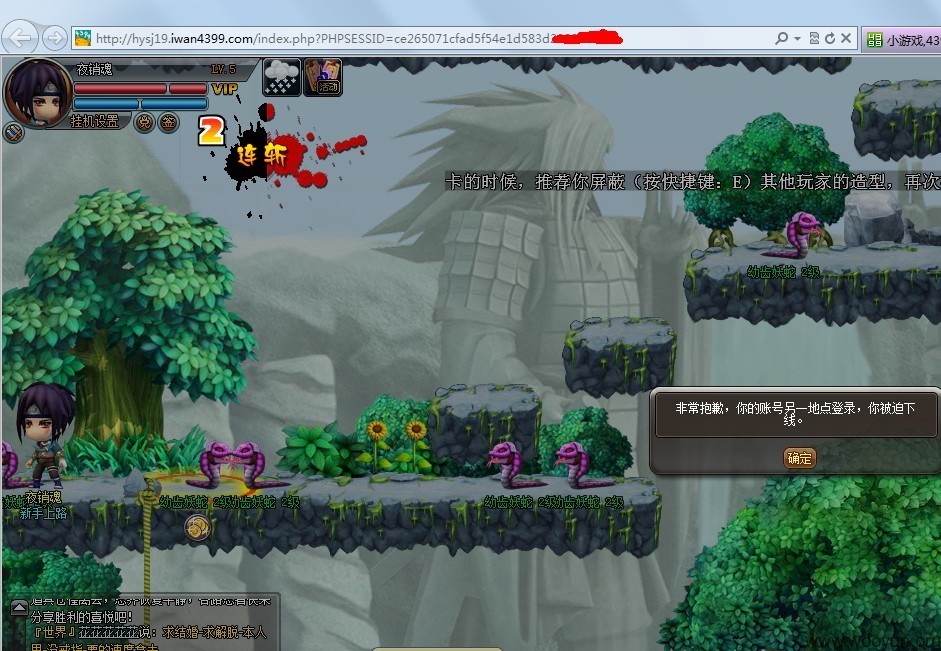 http://hysj19.iwan4399.com/index.php?PHPSESSID=ce265071cfad5f54e1d583d
小游戏,43
夜销魂
LV.5
VIP
活动
挂机设置
签
2
连斩
卡的时候，推荐你屏蔽（按快捷键：E）其他玩家的造型，再次
幼齿妖蛇 2级
非常抱歉，你的账号另一地点登录，你被迫下
线。
确定
幼齿妖蛇 2级幼齿妖蛇 2级
幼齿妖蛇 2级幼齿妖蛇 2级
夜销魂
新手上路
分享胜利的喜悦吧！
『世界』说：求结婚-求解脱-本人